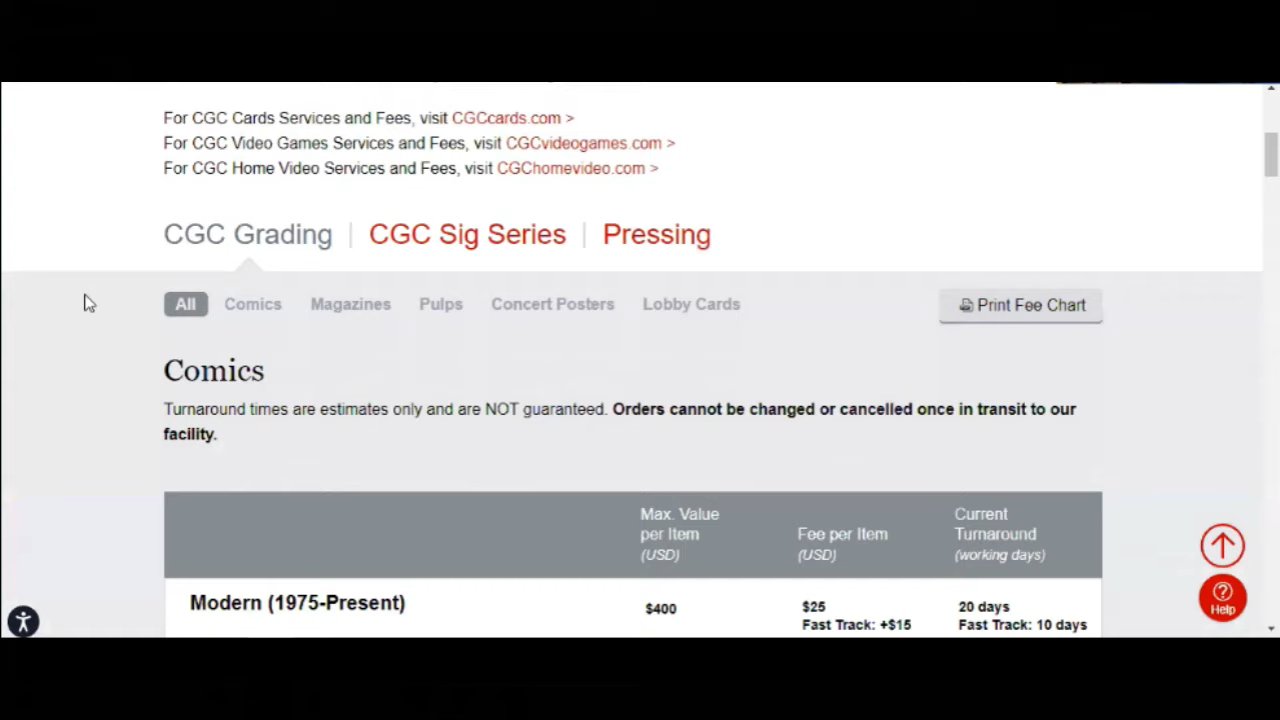 For CGC Cards Services and Fees, visit CGCcards.com >
For CGC Video Games Services and Fees, visit CGCvideogames.com >
For CGC Home Video Services and Fees, visit CGChomevideo.com >
CGC Grading | CGC Sig Series | Pressing
All Comics Magazines Pulps Concert Posters Lobby Cards Print Fee Chart
Comics
Turnaround times are estimates only and are NOT guaranteed. Orders cannot be changed or cancelled once in transit to our
facility.
Max. Value
per Item
(USD)
Fee per Item
(USD)
Current
Turnaround
(working days)
Modern (1975-Present)
$400
$25
Fast Track: +$15
20 days
Fast Track: 10 days
Help